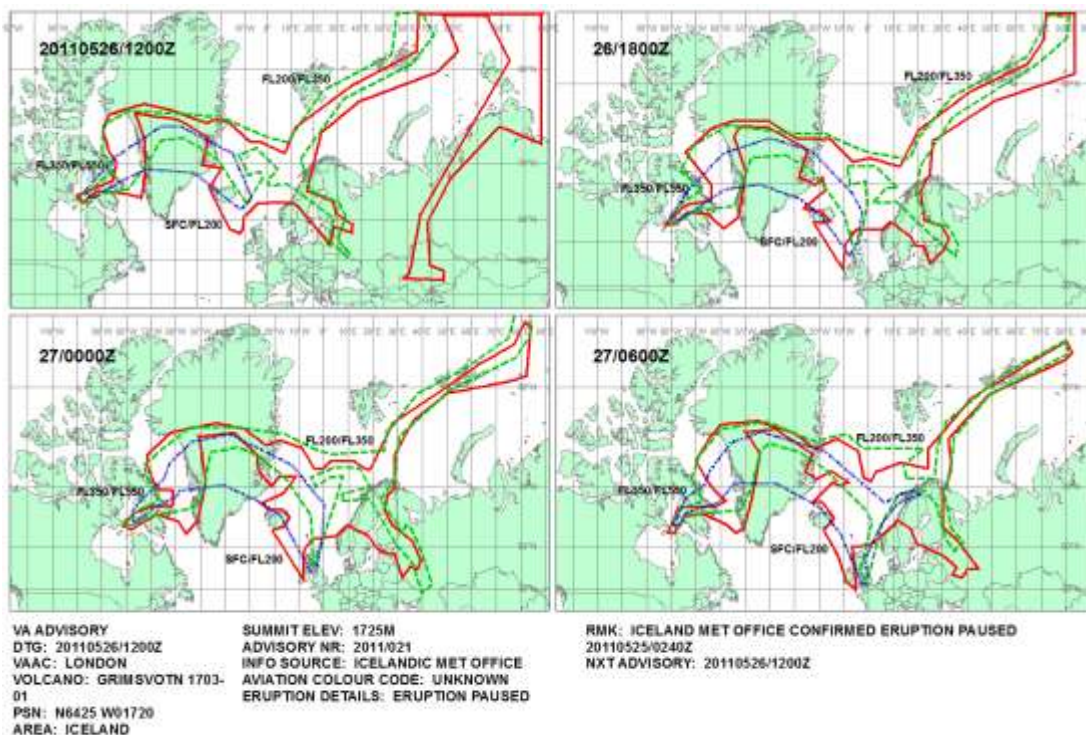 20110526/1200Z
FL200/FL350
FL350/FL550
SFC/FL200
26/1800Z
FL200/FL350
FL350/FL550
SFC/FL200
27/0000Z
FL200/FL350
FL350/FL550
SFC/FL200
27/0600Z
FL200/FL350
FL350/FL550
SFC/FL200
VA ADVISORY
DTG: 20110526/1200Z
VAAC: LONDON
VOLCANO: GRIMSVOTN 1703-
01
PSN: N6425 W01720
AREA: ICELAND
SUMMIT ELEV: 1725M
ADVISORY NR: 2011/021
INFO SOURCE: ICELANDIC MET OFFICE
AVIATION COLOUR CODE: UNKNOWN
ERUPTION DETAILS: ERUPTION PAUSED
RMK: ICELAND MET OFFICE CONFIRMED ERUPTION PAUSED
20110525/0240Z
NXT ADVISORY: 20110526/1200Z